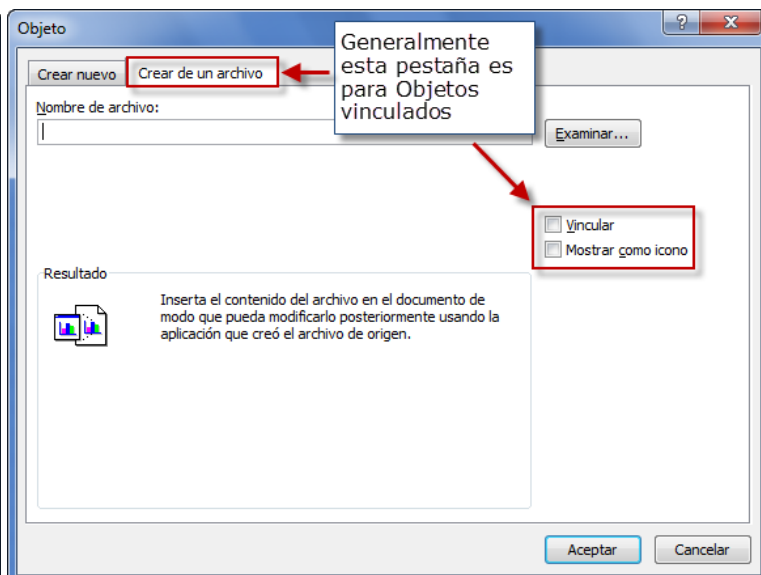 Objeto
Generalmente
esta pestaña es
para Objetos
vinculados
Crear nuevo
Crear de un archivo
Nombre de archivo:
Examinar...
Vincular
Mostrar como icono
Resultado
Inserta el contenido del archivo en el documento de
modo que pueda modificarlo posteriormente usando la
aplicación que creó el archivo de origen.
Aceptar
Cancelar